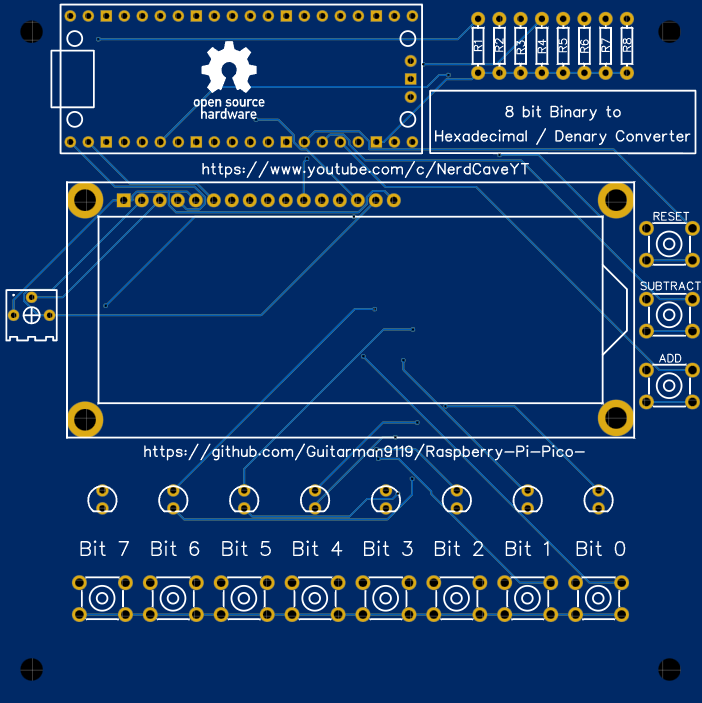 R1 R2 R3 R4 R5 R6 R7 R8
open source
hardware
8 bit Binary to
Hexadecimal / Denary Converter
https://www.youtube.com/c/NerdCaveYT
RESET
SUBTRACT
ADD
https://github.com/Guitarman9119/Raspberry-Pi-Pico-
Bit 7 Bit 6 Bit 5 Bit 4 Bit 3 Bit 2 Bit 1 Bit 0